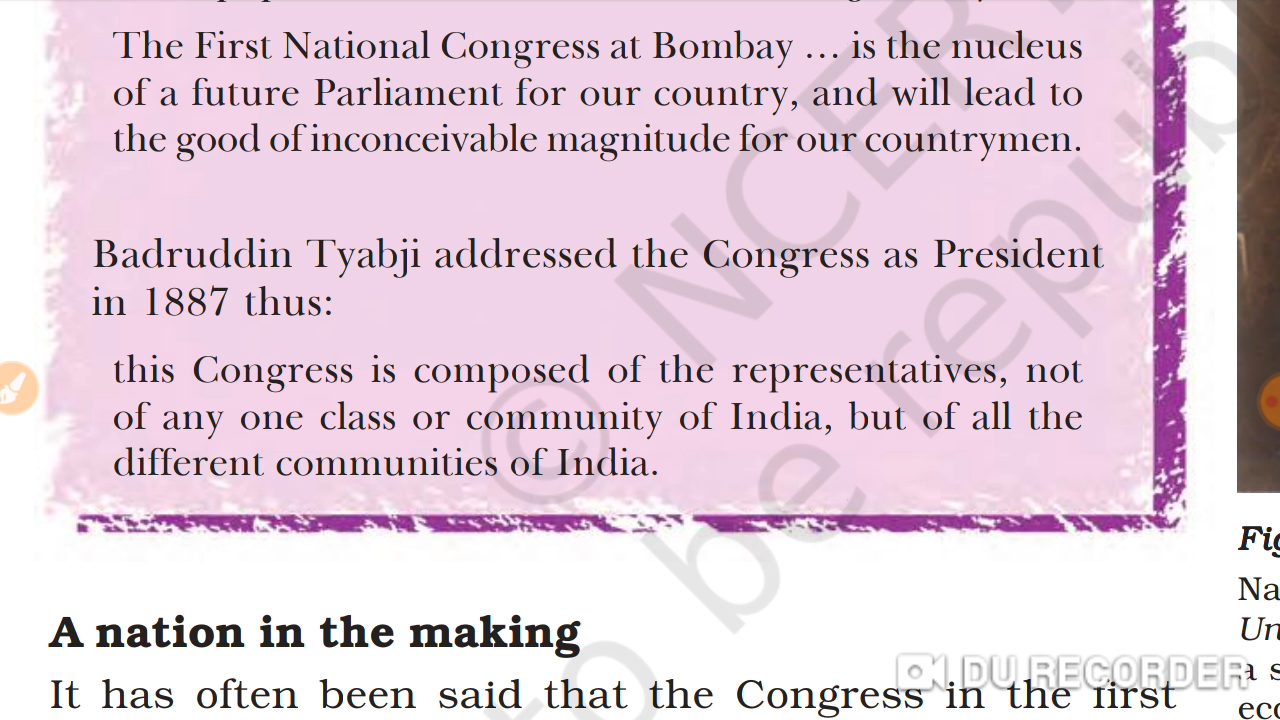 The First National Congress at Bombay ... is the nucleus
of a future Parliament for our country, and will lead to
the good of inconceivable magnitude for our countrymen.
Badruddin Tyabji addressed the Congress as President
in 1887 thus:
this Congress is composed of the representatives, not
of any one class or community of India, but of all the
different communities of India.
A nation in the making
It has often been said that the Congress in the first
© NCER
be repub
to
DU RECORDER